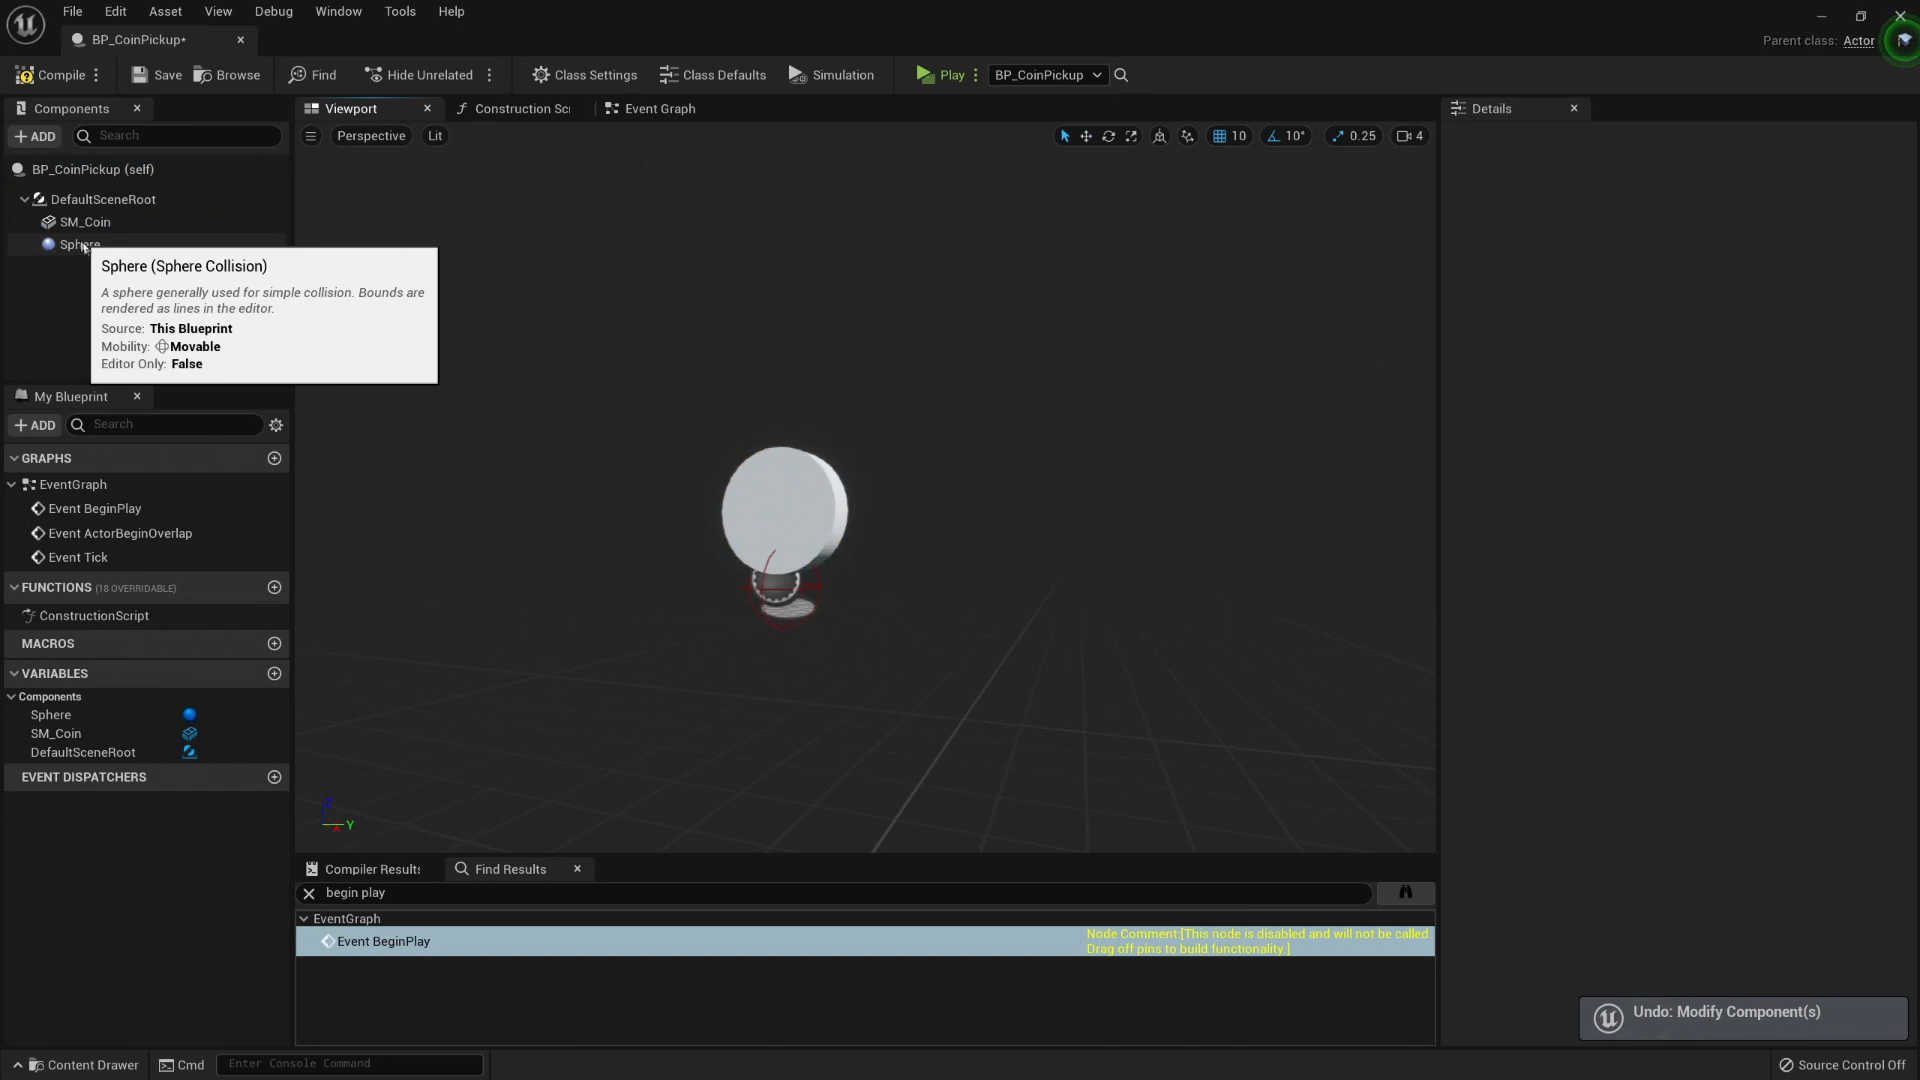 File Edit Asset View Debug Window Tools Help
BP_CoinPickup*
Parent class: Actor
Compile Save Browse Find Hide Unrelated Class Settings Class Defaults Simulation Play BP_CoinPickup
Components Viewport Construction Scr Event Graph Details
+ ADD Search Perspective Lit 10 10° 0.25 4
BP_CoinPickup (self)
DefaultSceneRoot
SM_Coin
Sphere
Sphere (Sphere Collision)
A sphere generally used for simple collision. Bounds are
rendered as lines in the editor.
Source: This Blueprint
Mobility: Movable
Editor Only: False
My Blueprint
+ ADD Search
GRAPHS
EventGraph
Event BeginPlay
Event ActorBeginOverlap
Event Tick
FUNCTIONS (18 OVERRIDABLE)
ConstructionScript
MACROS
VARIABLES
Components
Sphere
SM_Coin
DefaultSceneRoot
EVENT DISPATCHERS
Z
X Y
Compiler Results Find Results
begin play
EventGraph
Event BeginPlay
Node Comment:[This node is disabled and will not be called.
Drag off pins to build functionality.]
Undo: Modify Component(s)
Content Drawer Cmd Enter Console Command Source Control Off